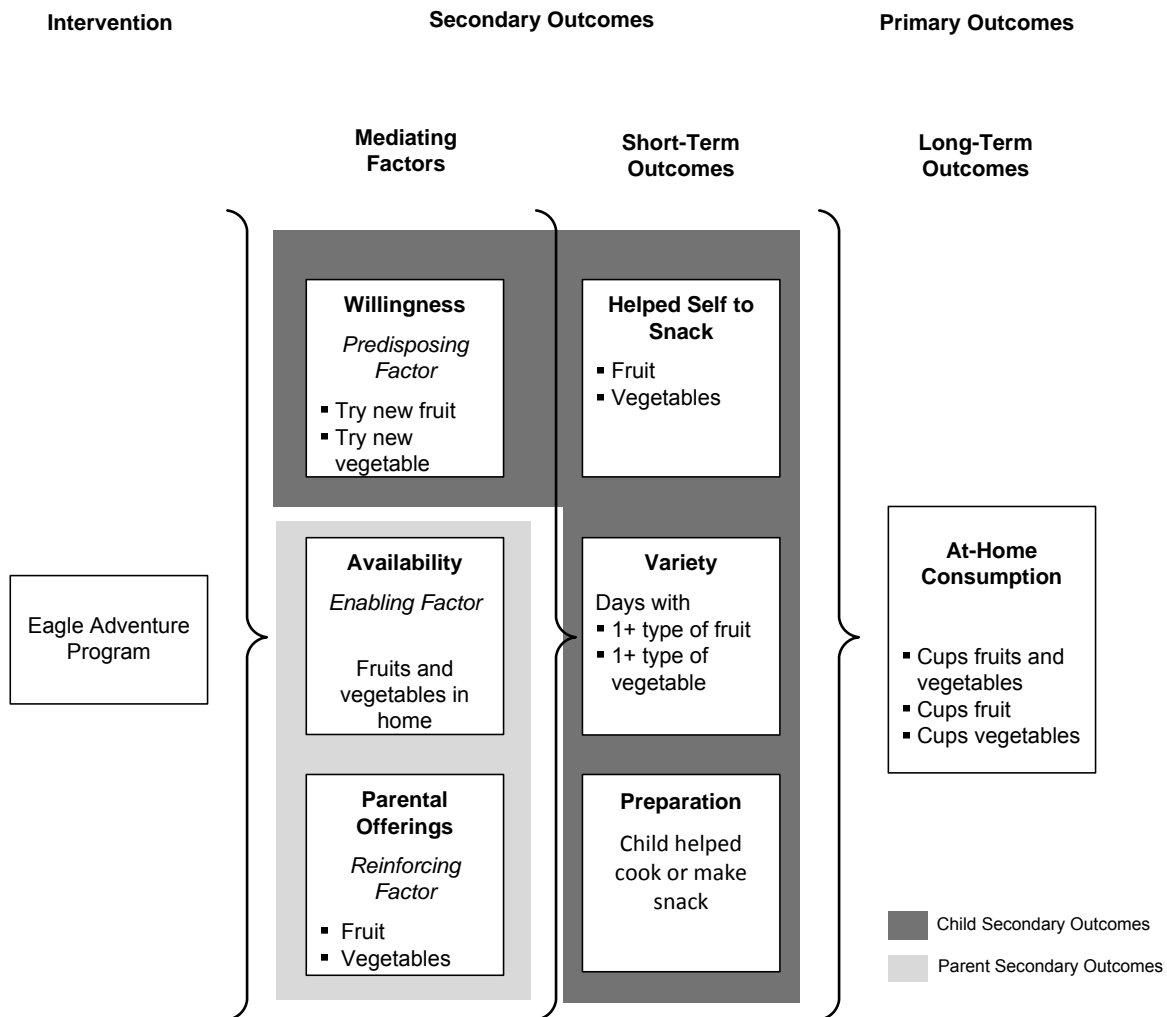 Intervention
Secondary Outcomes
Primary Outcomes
Mediating
Factors
Short-Term
Outcomes
Long-Term
Outcomes
Eagle Adventure
Program
Willingness
Predisposing
Factor
▪ Try new fruit
▪ Try new
vegetable
Availability
Enabling Factor
Fruits and
vegetables in
home
Parental
Offerings
Reinforcing
Factor
▪ Fruit
▪ Vegetables
Helped Self to
Snack
▪ Fruit
▪ Vegetables
Variety
Days with
▪ 1+ type of fruit
▪ 1+ type of
vegetable
Preparation
Child helped
cook or make
snack
At-Home
Consumption
▪ Cups fruits and
vegetables
▪ Cups fruit
▪ Cups vegetables
Child Secondary Outcomes
Parent Secondary Outcomes